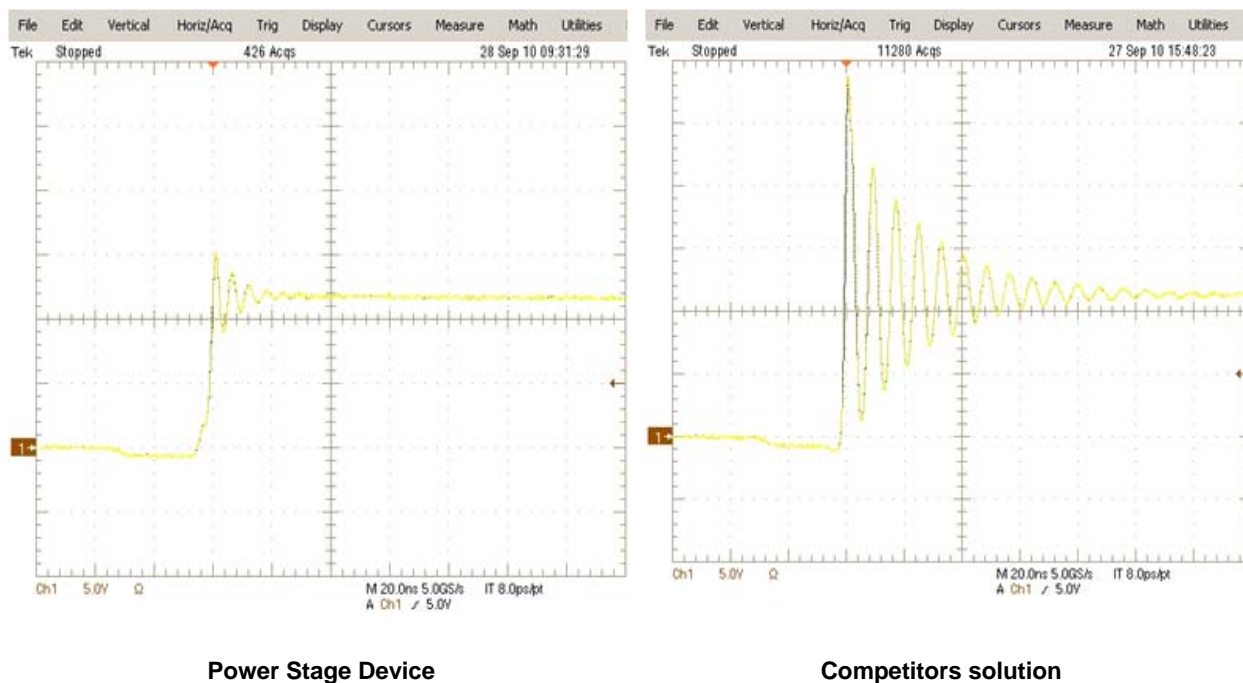 File Edit Vertical Horiz/Acq Trig Display Cursors Measure Math Utilities
Tek Stopped 426 Acqs 28 Sep 10 09:31:29
1
Ch1 5.0V Ω
M 20.0ns 5.0GS/s IT 8.0ps/pt
A Ch1 / 5.0V
Power Stage Device
File Edit Vertical Horiz/Acq Trig Display Cursors Measure Math Utilities
Tek Stopped 11280 Acqs 27 Sep 10 15:48:23
1
Ch1 5.0V Ω
M 20.0ns 5.0GS/s IT 8.0ps/pt
A Ch1 / 5.0V
Competitors solution